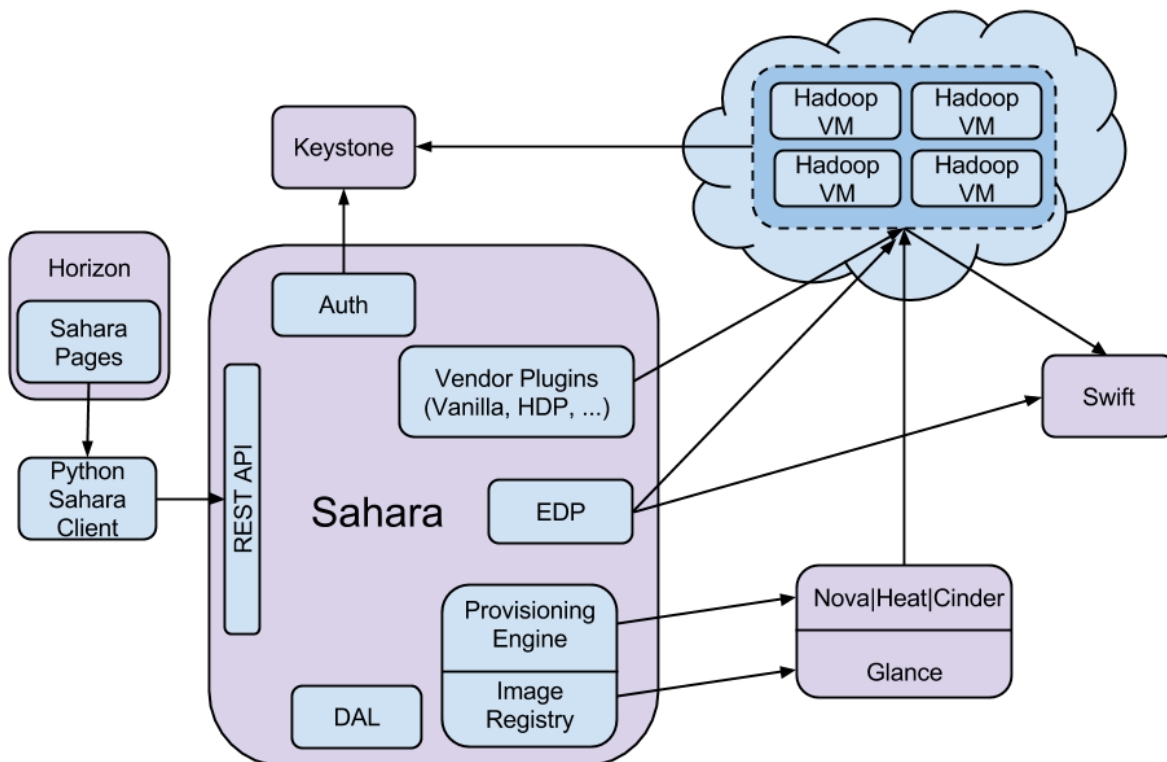 Hadoop
VM
Hadoop
VM
Hadoop
VM
Hadoop
VM
Keystone
Horizon
Sahara
Pages
Python
Sahara
Client
Auth
REST API
Vendor Plugins
(Vanilla, HDP, ...)
Sahara
EDP
Provisioning
Engine
Image
Registry
DAL
Swift
Nova|Heat|Cinder
Glance